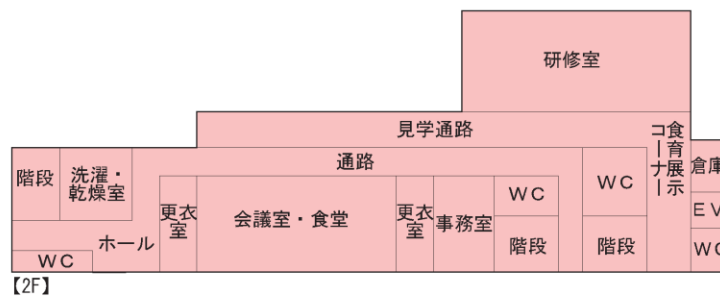 研修室
見学通路
食育展示
コーナー
通路
階段
洗濯・
乾燥室
WC
倉庫
更衣
室
会議室・食堂
更衣
室
事務室
WC
EV
ホール
階段
階段
WC
WC
【2F】